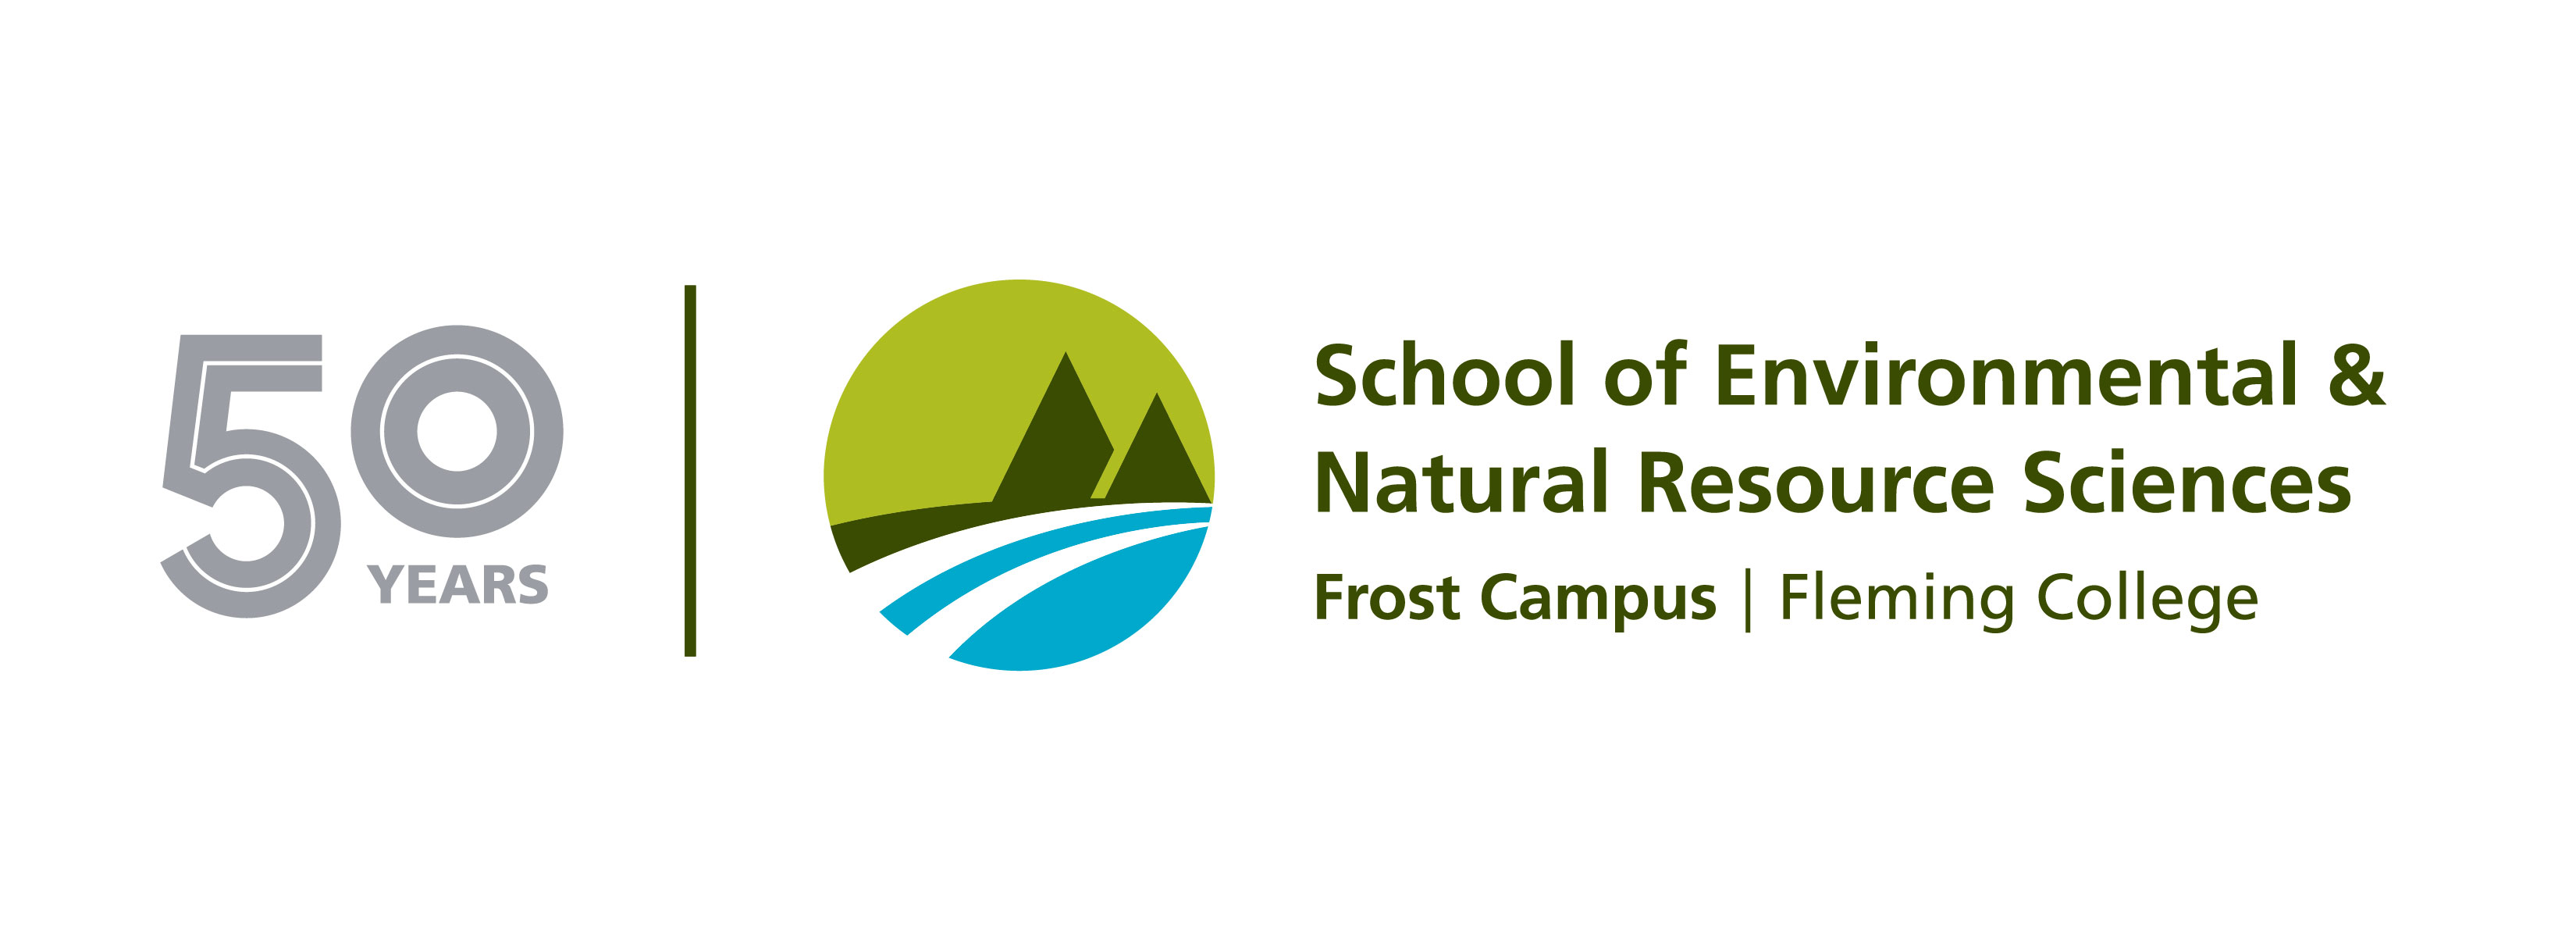 50
YEARS
School of Environmental &
Natural Resource Sciences
Frost Campus | Fleming College